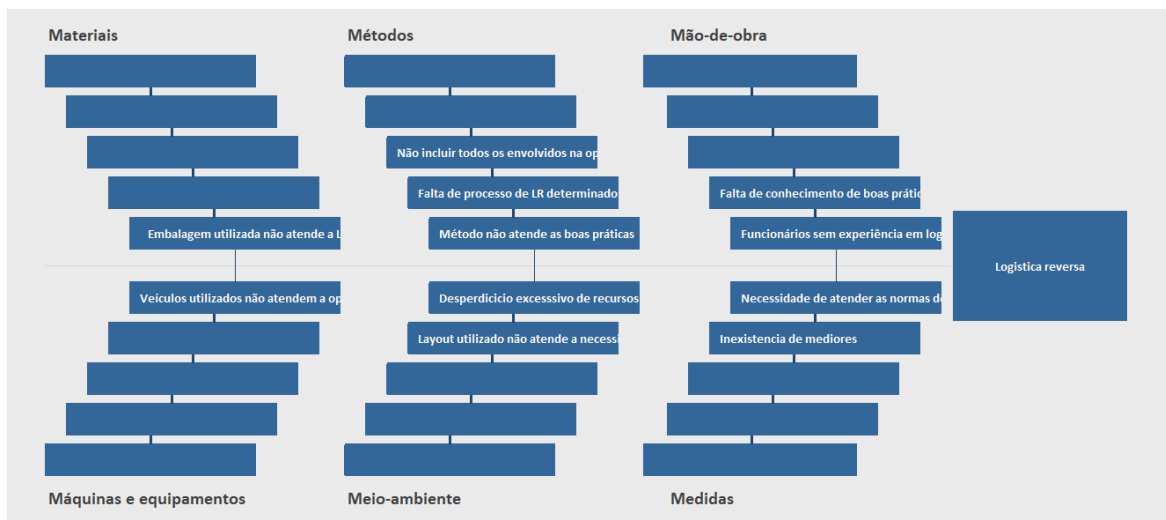 Materiais
Métodos
Mão-de-obra
Não incluir todos os envolvidos na op
Falta de processo de LR determinado
Falta de conhecimento de boas prátic
Embalagem utilizada não atende a L
Método não atende as boas práticas
Funcionários sem experiência em log
Logistica reversa
Veículos utilizados não atendem a op
Desperdicicio excesssivo de recursos
Necessidade de atender as normas de
Layout utilizado não atende a necessi
Inexistencia de mediores
Máquinas e equipamentos
Meio-ambiente
Medidas